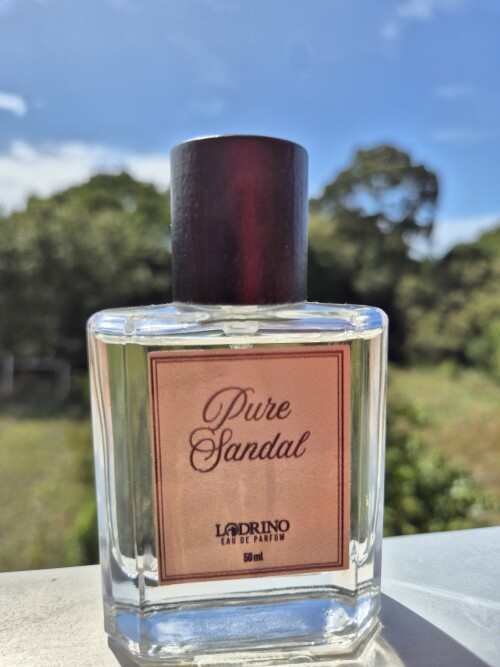 Pure
Sandal
LODRINO
EAU DE PARFUM
50 ml